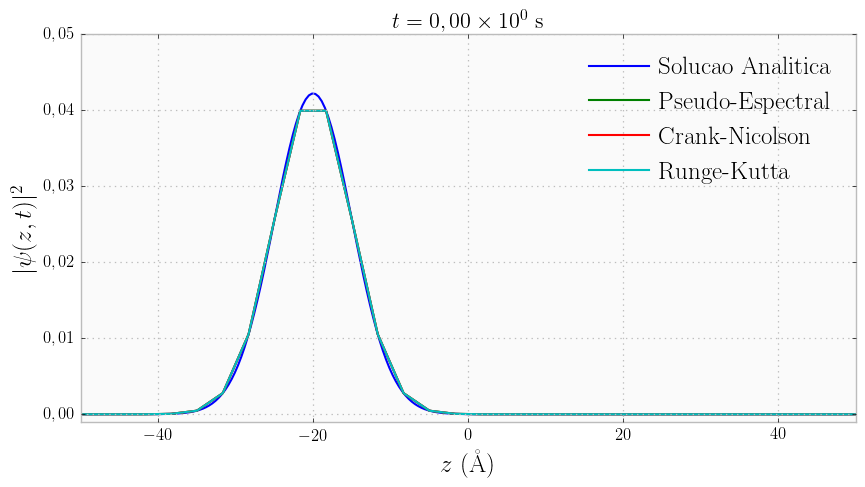 t = 0,00 × 10⁰ s
0,05
0,04
0,03
0,02
0,01
0,00
|ψ(z, t)|²
Solucao Analitica
Pseudo-Espectral
Crank-Nicolson
Runge-Kutta
−40 −20 0 20 40
z (Å)